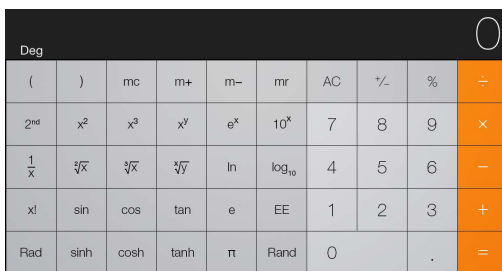 0
Deg
( ) mc m+ m− mr AC +/− % ÷
2ⁿᵈ x² x³ xʸ eˣ 10ˣ 7 8 9 ×
1/x ²√x ³√x ˣ√y ln log₁₀ 4 5 6 −
x! sin cos tan e EE 1 2 3 +
Rad sinh cosh tanh π Rand 0 . =